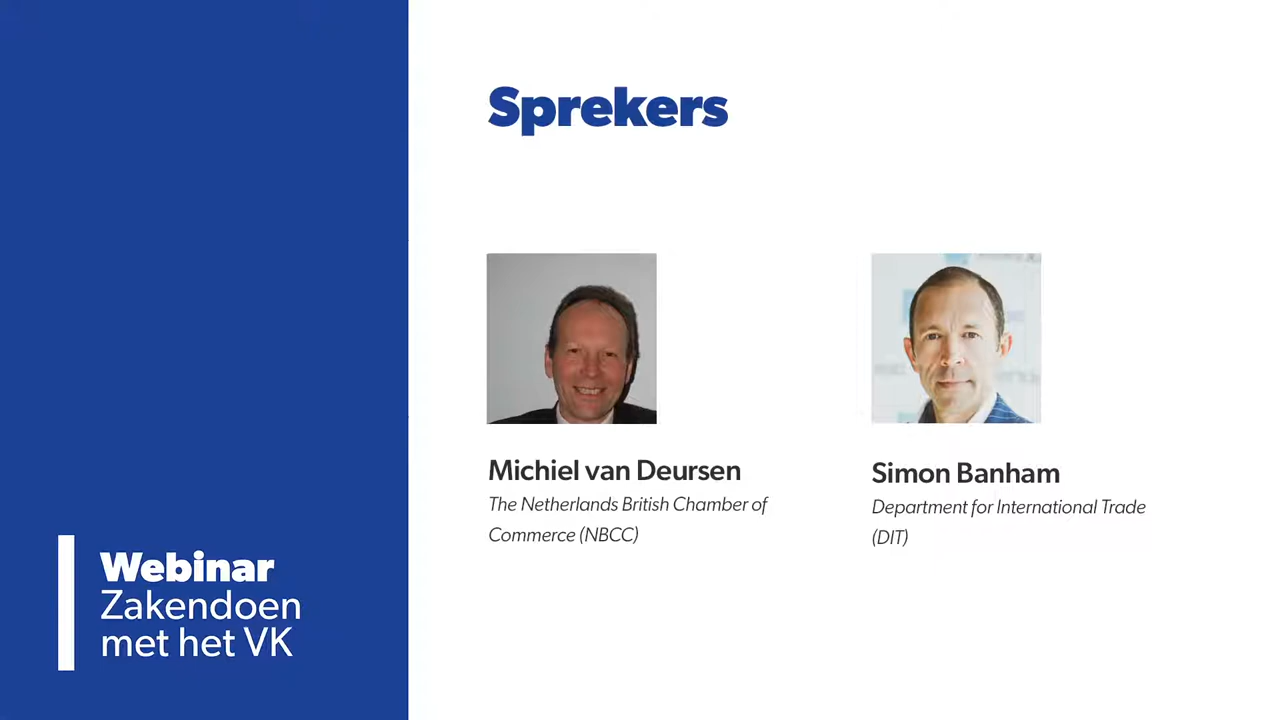 Sprekers
Michiel van Deursen
The Netherlands British Chamber of
Commerce (NBCC)
Simon Banham
Department for International Trade
(DIT)
Webinar
Zakendoen
met het VK